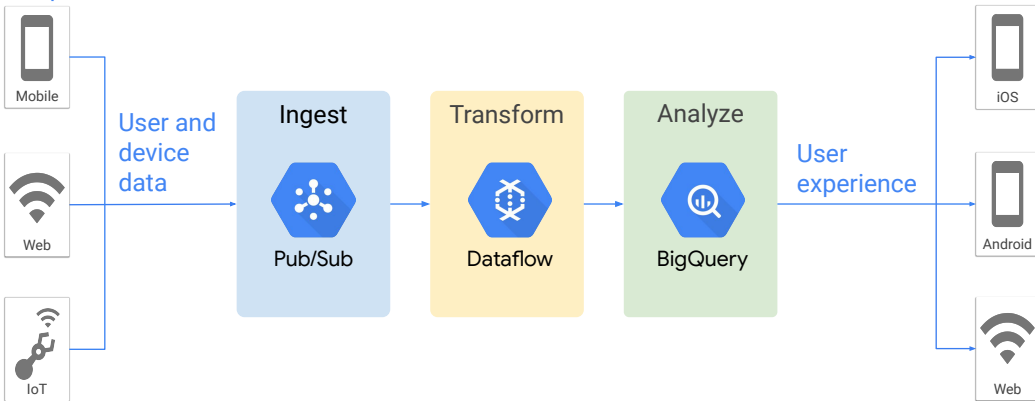 Mobile
Web
IoT
User and
device
data
Ingest
Pub/Sub
Transform
Dataflow
Analyze
BigQuery
User
experience
iOS
Android
Web